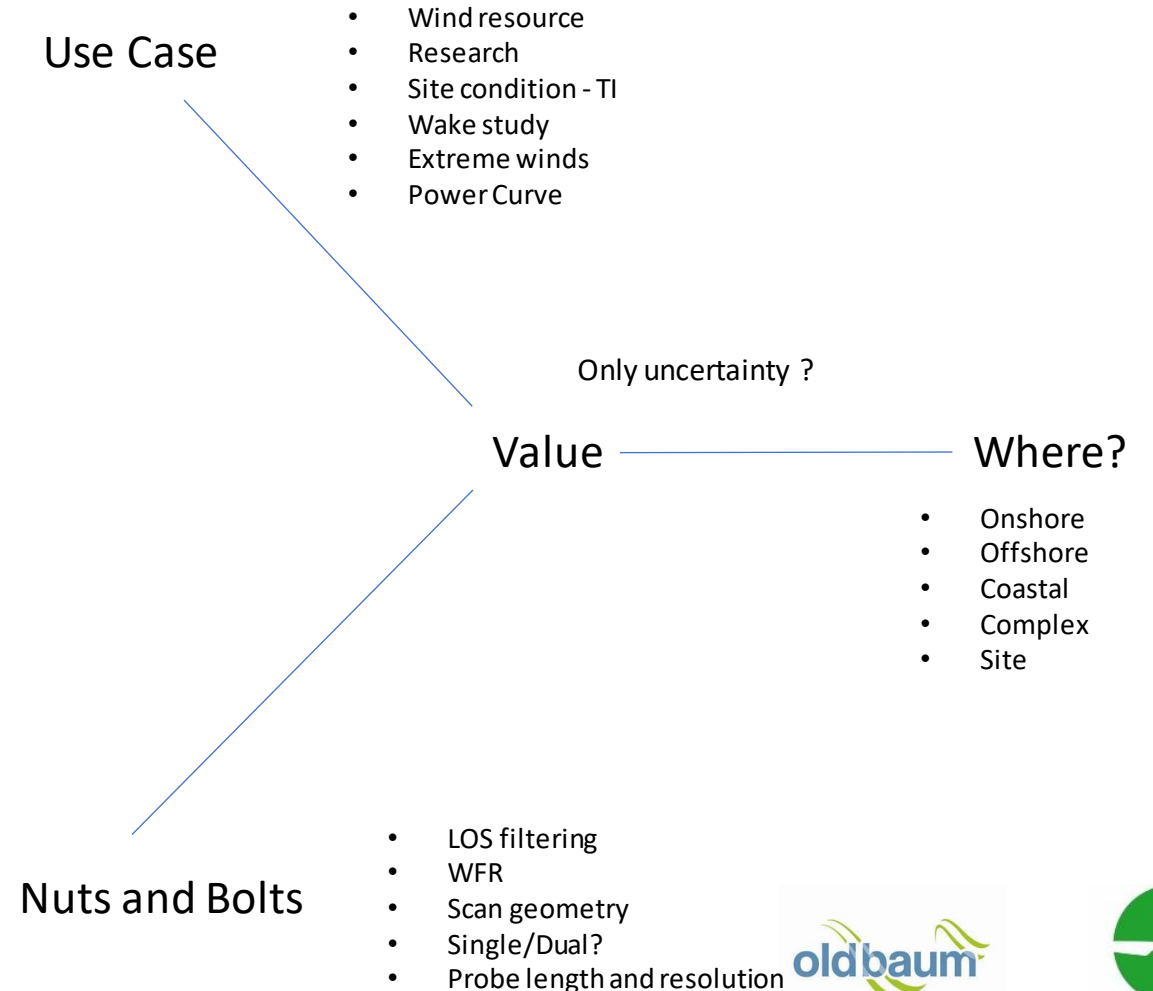 Use Case
• Wind resource
• Research
• Site condition - TI
• Wake study
• Extreme winds
• Power Curve
Only uncertainty ?
Value
Where?
• Onshore
• Offshore
• Coastal
• Complex
• Site
Nuts and Bolts
• LOS filtering
• WFR
• Scan geometry
• Single/Dual?
• Probe length and resolution
oldbaum